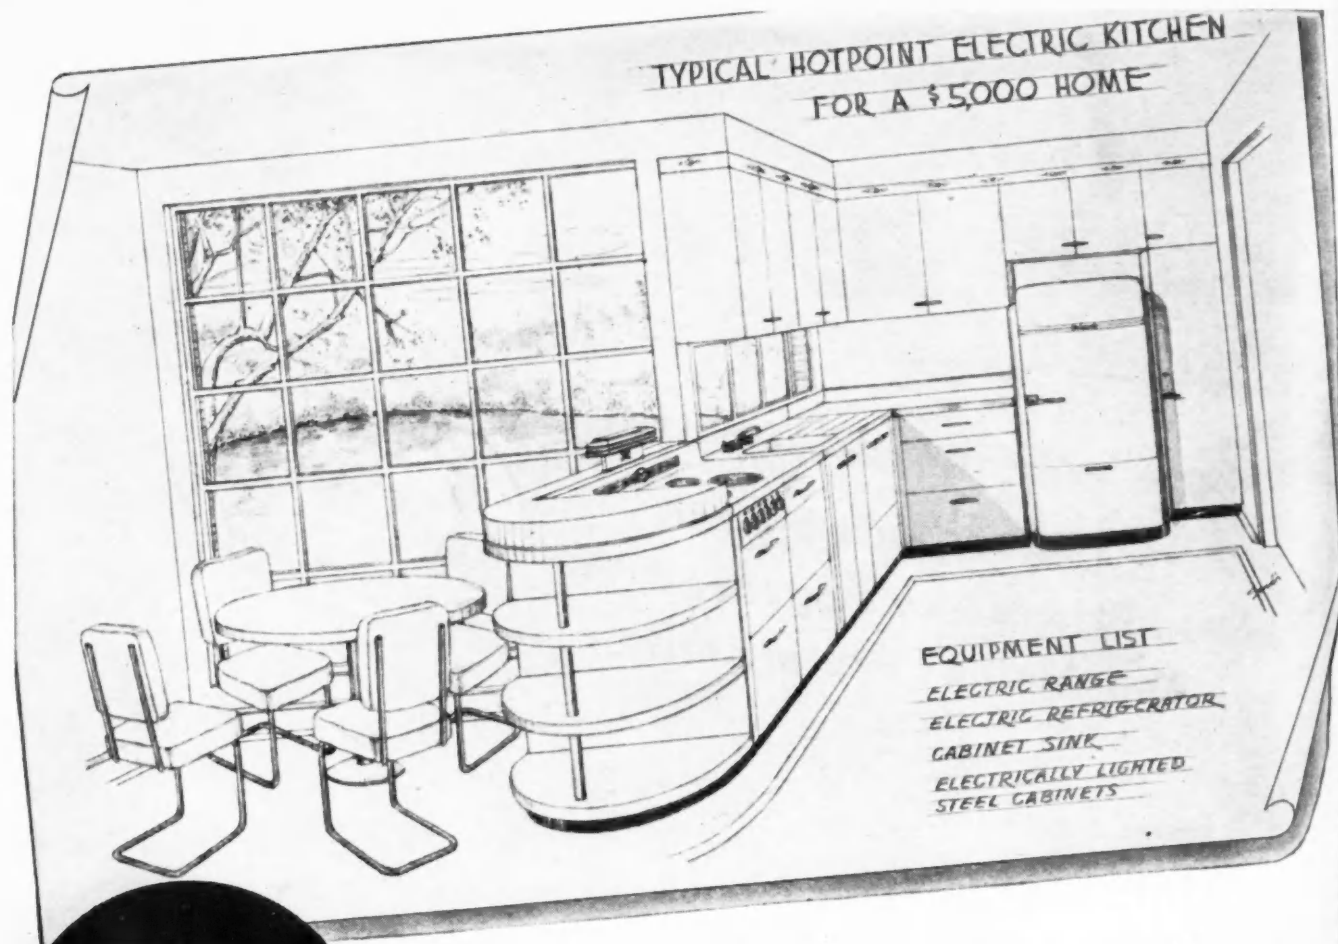 TYPICAL HOTPOINT ELECTRIC KITCHEN
FOR A $5,000 HOME
EQUIPMENT LIST
ELECTRIC RANGE
ELECTRIC REFRIGERATOR
CABINET SINK
ELECTRICALLY LIGHTED
STEEL CABINETS